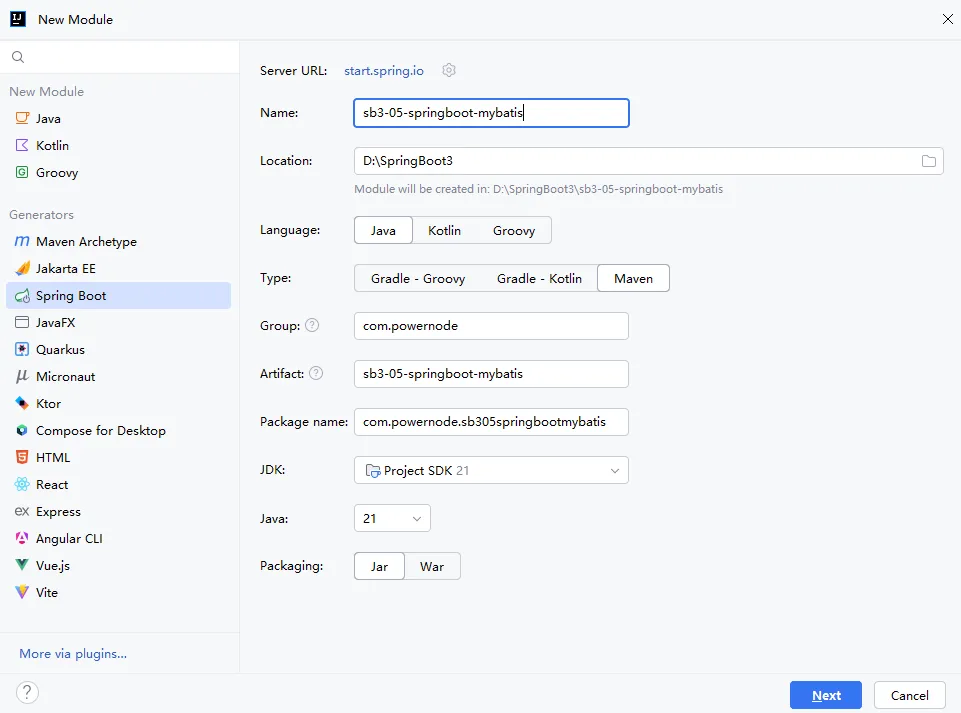 New Module
New Module
Java
Kotlin
Groovy
Generators
Maven Archetype
Jakarta EE
Spring Boot
JavaFX
Quarkus
Micronaut
Ktor
Compose for Desktop
HTML
React
Express
Angular CLI
Vue.js
Vite
More via plugins...
Server URL: start.spring.io
Name: sb3-05-springboot-mybatis
Location: D:\SpringBoot3
Module will be created in: D:\SpringBoot3\sb3-05-springboot-mybatis
Language: Java Kotlin Groovy
Type: Gradle - Groovy Gradle - Kotlin Maven
Group: com.powernode
Artifact: sb3-05-springboot-mybatis
Package name: com.powernode.sb305springbootmybatis
JDK: Project SDK 21
Java: 21
Packaging: Jar War
Next Cancel